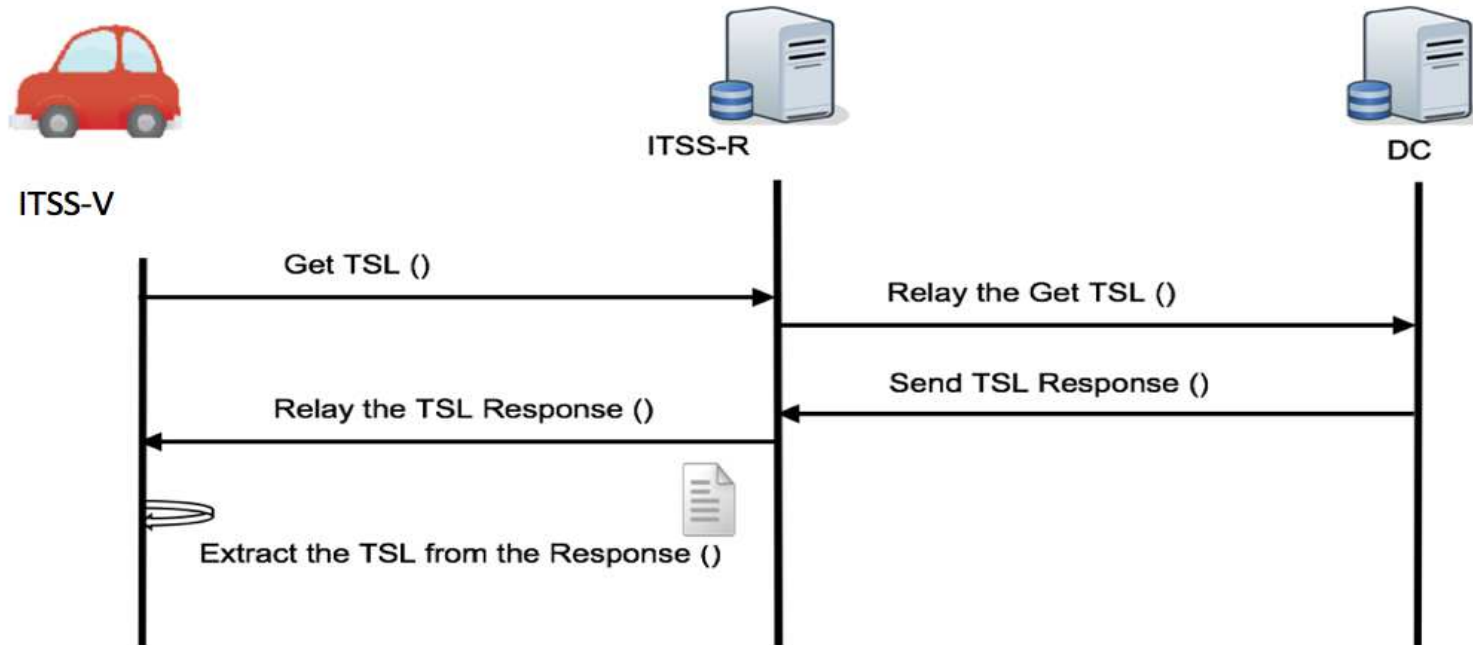 ITSS-R
DC
ITSS-V
Get TSL ()
Relay the Get TSL ()
Send TSL Response ()
Relay the TSL Response ()
Extract the TSL from the Response ()